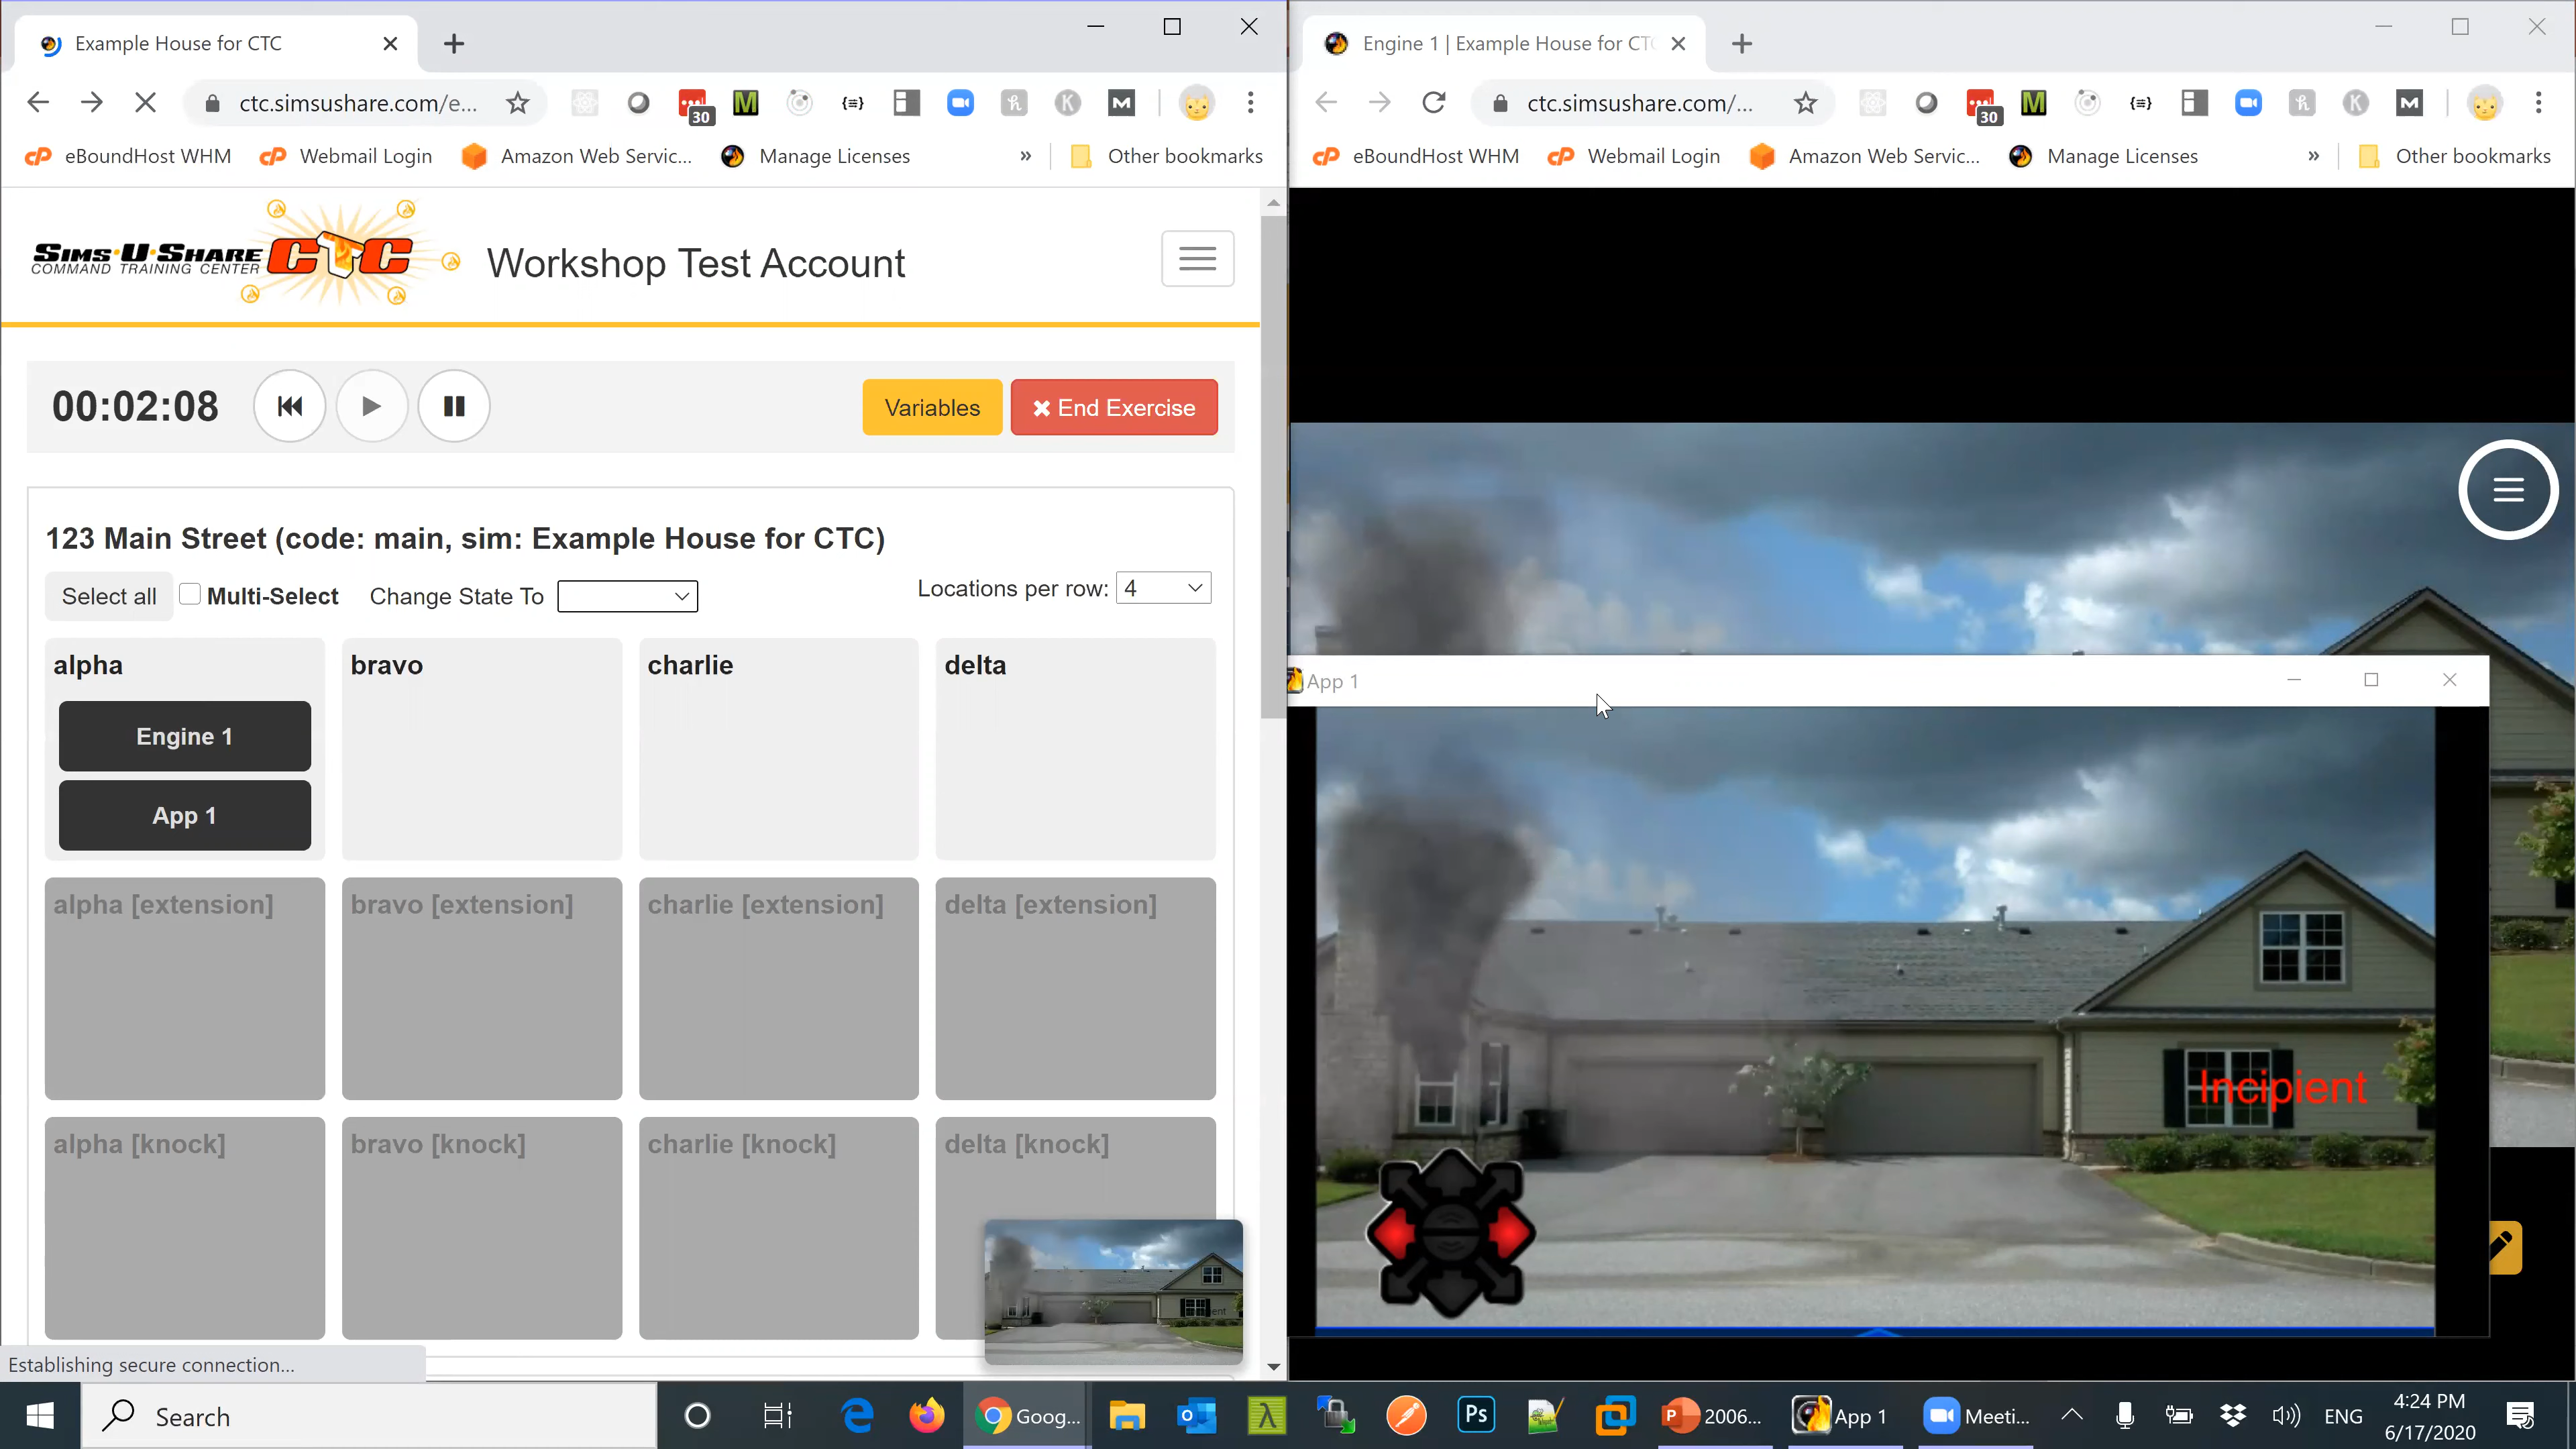 Example House for CTC
Engine 1 | Example House for CTC
ctc.simsushare.com/e...
30
ctc.simsushare.com/...
30
eBoundHost WHM
Webmail Login
Amazon Web Servic...
Manage Licenses
»
Other bookmarks
eBoundHost WHM
Webmail Login
Amazon Web Servic...
Manage Licenses
»
Other bookmarks
SIMS·U·SHARE CTC
COMMAND TRAINING CENTER
Workshop Test Account
00:02:08
Variables
End Exercise
123 Main Street (code: main, sim: Example House for CTC)
Select all
Multi-Select
Change State To
Locations per row: 4
alpha
bravo
charlie
delta
Engine 1
App 1
alpha [extension]
bravo [extension]
charlie [extension]
delta [extension]
alpha [knock]
bravo [knock]
charlie [knock]
delta [knock]
Establishing secure connection...
App 1
Incipient
Search
Goog...
Ps
2006...
App 1
Meeti...
ENG
4:24 PM
6/17/2020